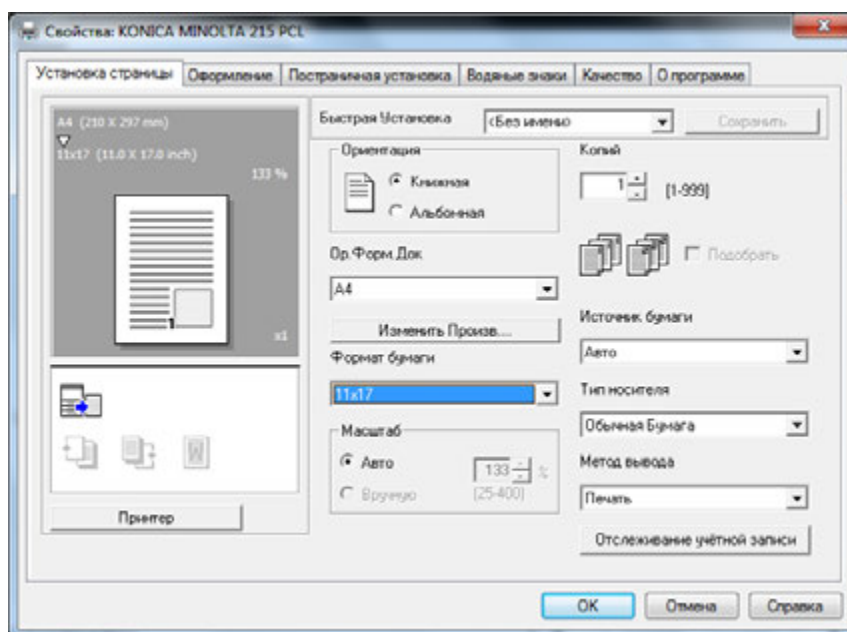 Свойства: KONICA MINOLTA 215 PCL
Установка страницы
Оформление
Постраничная установка
Водяные знаки
Качество
О программе
A4 (210 X 297 mm)
11x17 (11.0 X 17.0 inch)
133 %
1
x1
Принтер
Быстрая Установка
<Без имени>
Сохранить
Ориентация
Книжная
Альбомная
Ор.Форм.Док
A4
Изменить Произв....
Формат бумаги
11x17
Масштаб
Авто
133 %
Вручную
(25-400)
Копий
1
[1-999]
Подобрать
Источник бумаги
Авто
Тип носителя
Обычная Бумага
Метод вывода
Печать
Отслеживание учётной записи
OK
Отмена
Справка